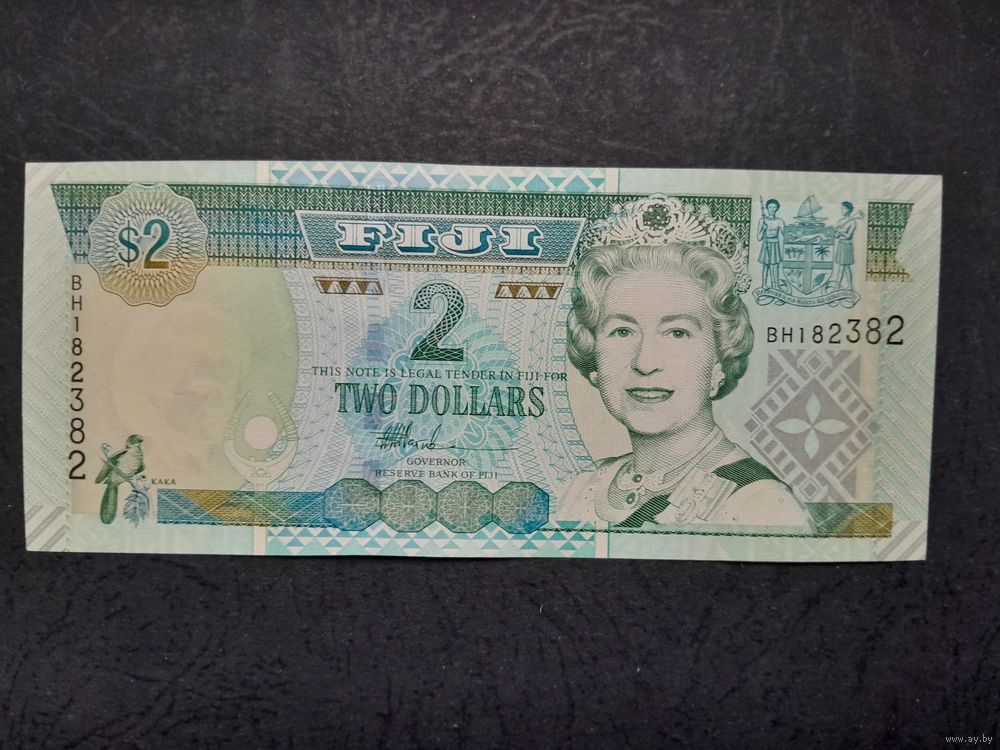 FIJI
$2
2
THIS NOTE IS LEGAL TENDER IN FIJI FOR
TWO DOLLARS
GOVERNOR
RESERVE BANK OF FIJI
BH182382
BH182382
KAKA
www.ay.by